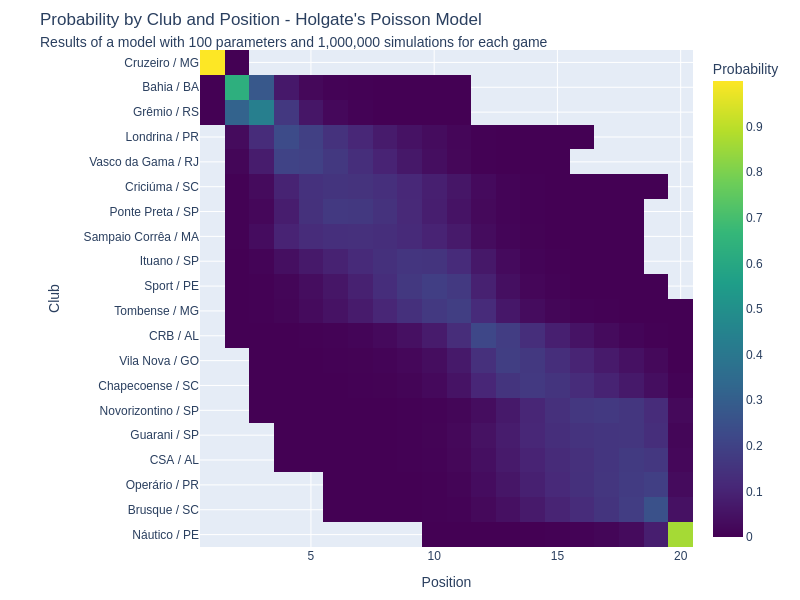 Probability by Club and Position - Holgate's Poisson Model
Results of a model with 100 parameters and 1,000,000 simulations for each game
Probability
Club
Cruzeiro / MG
Bahia / BA
Grêmio / RS
Londrina / PR
Vasco da Gama / RJ
Criciúma / SC
Ponte Preta / SP
Sampaio Corrêa / MA
Ituano / SP
Sport / PE
Tombense / MG
CRB / AL
Vila Nova / GO
Chapecoense / SC
Novorizontino / SP
Guarani / SP
CSA / AL
Operário / PR
Brusque / SC
Náutico / PE
0.9
0.8
0.7
0.6
0.5
0.4
0.3
0.2
0.1
0
5 10 15 20
Position